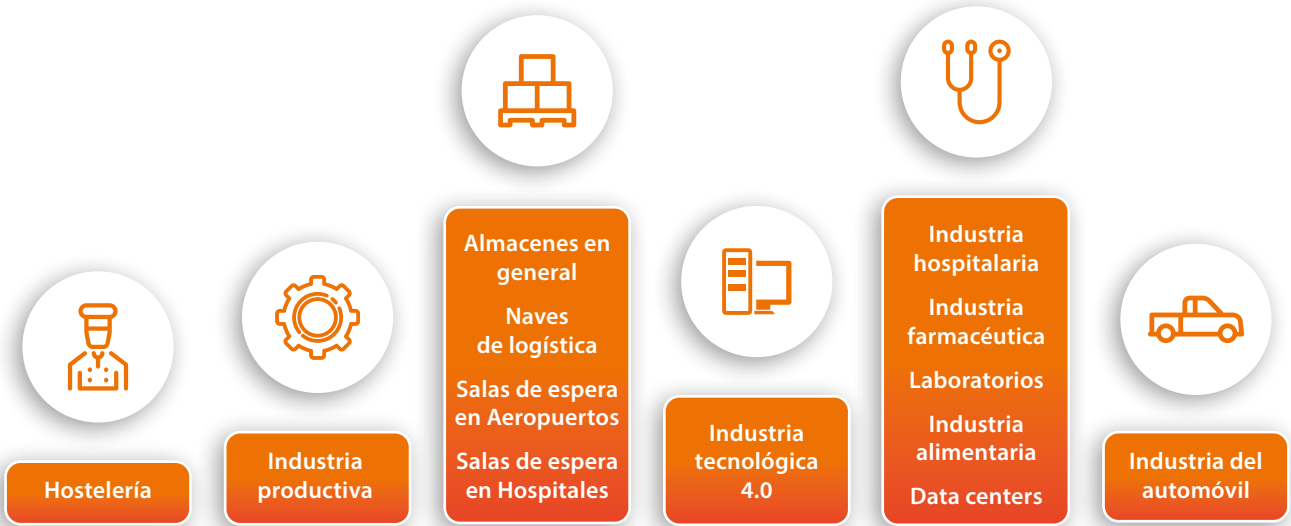 Hostelería
Industria
productiva
Almacenes en
general
Naves
de logística
Salas de espera
en Aeropuertos
Salas de espera
en Hospitales
Industria
tecnológica
4.0
Industria
hospitalaria
Industria
farmacéutica
Laboratorios
Industria
alimentaria
Data centers
Industria del
automóvil